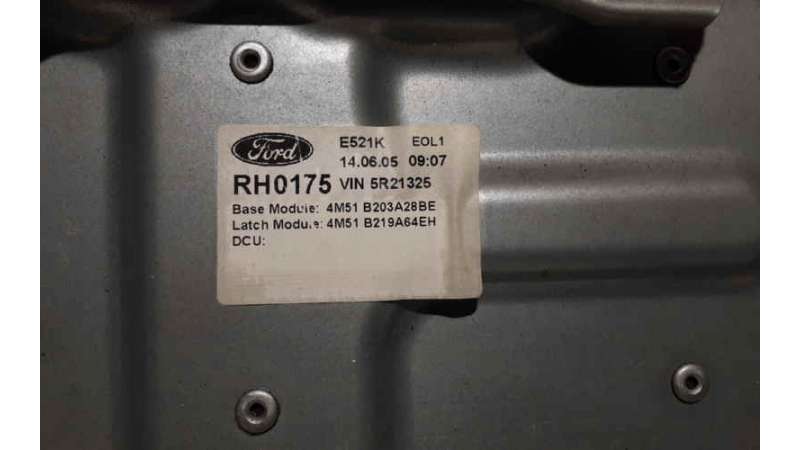 Ford E521K EOL1
14.06.05 09:07
RH0175 VIN 5R21325
Base Module: 4M51 B203A28BE
Latch Module: 4M51 B219A64EH
DCU: